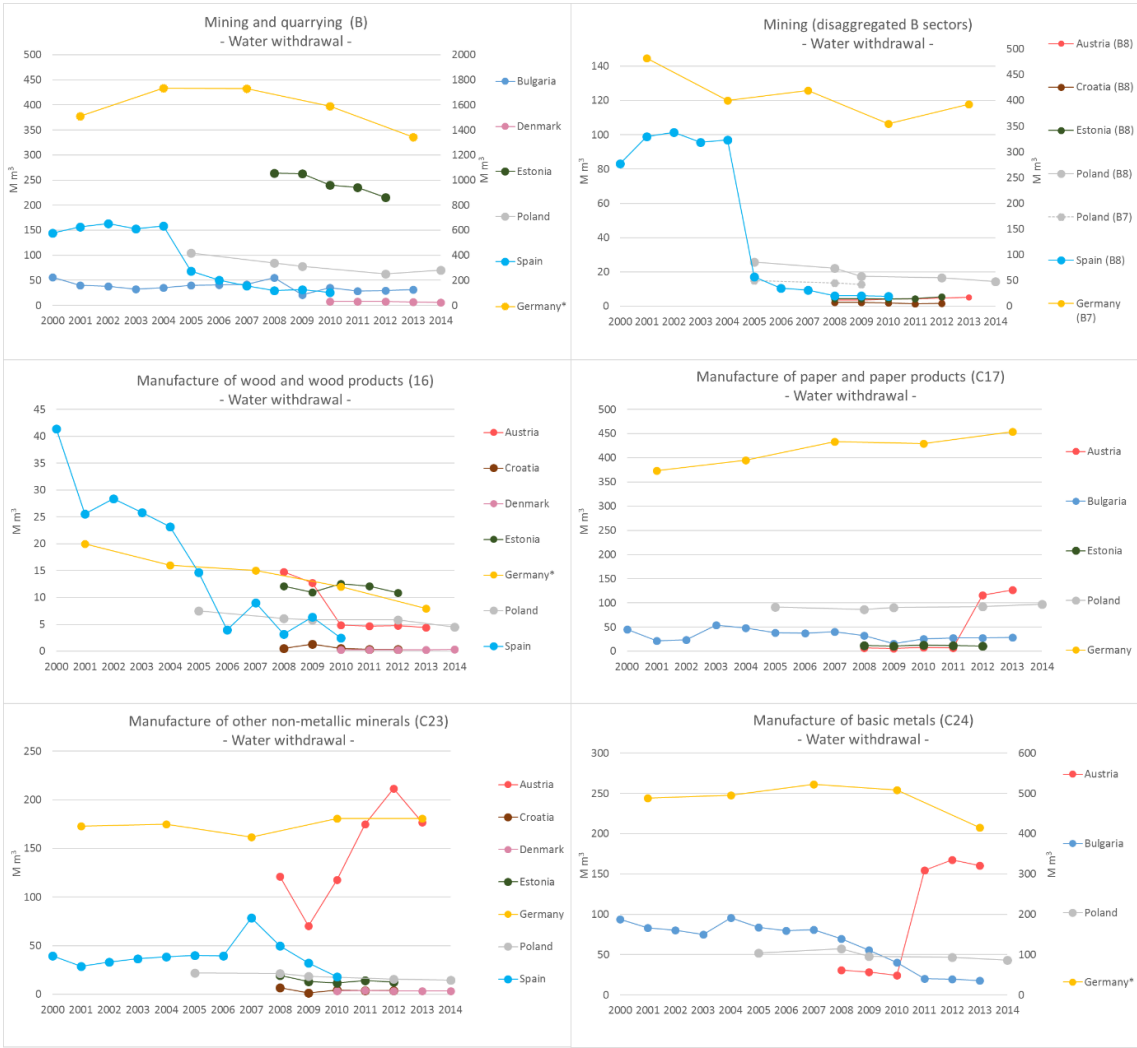 Mining and quarrying (B)
- Water withdrawal -
500
450
400
350
300
250
200
150
100
50
0
M m³
2000
1800
1600
1400
1200
1000
800
600
400
200
0
M m³
2000 2001 2002 2003 2004 2005 2006 2007 2008 2009 2010 2011 2012 2013 2014
Bulgaria
Denmark
Estonia
Poland
Spain
Germany*
Mining (disaggregated B sectors)
- Water withdrawal -
140
120
100
80
60
40
20
0
M m³
500
450
400
350
300
250
200
150
100
50
0
M m³
2000 2001 2002 2003 2004 2005 2006 2007 2008 2009 2010 2011 2012 2013 2014
Austria (B8)
Croatia (B8)
Estonia (B8)
Poland (B8)
Poland (B7)
Spain (B8)
Germany
(B7)
Manufacture of wood and wood products (16)
- Water withdrawal -
45
40
35
30
25
20
15
10
5
0
M m³
2000 2001 2002 2003 2004 2005 2006 2007 2008 2009 2010 2011 2012 2013 2014
Austria
Croatia
Denmark
Estonia
Germany*
Poland
Spain
Manufacture of paper and paper products (C17)
- Water withdrawal -
500
450
400
350
300
250
200
150
100
50
0
M m³
2000 2001 2002 2003 2004 2005 2006 2007 2008 2009 2010 2011 2012 2013 2014
Austria
Bulgaria
Estonia
Poland
Germany
Manufacture of other non-metallic minerals (C23)
- Water withdrawal -
250
200
150
100
50
0
M m³
2000 2001 2002 2003 2004 2005 2006 2007 2008 2009 2010 2011 2012 2013 2014
Austria
Croatia
Denmark
Estonia
Germany
Poland
Spain
Manufacture of basic metals (C24)
- Water withdrawal -
300
250
200
150
100
50
0
M m³
600
500
400
300
200
100
0
M m³
2000 2001 2002 2003 2004 2005 2006 2007 2008 2009 2010 2011 2012 2013 2014
Austria
Bulgaria
Poland
Germany*